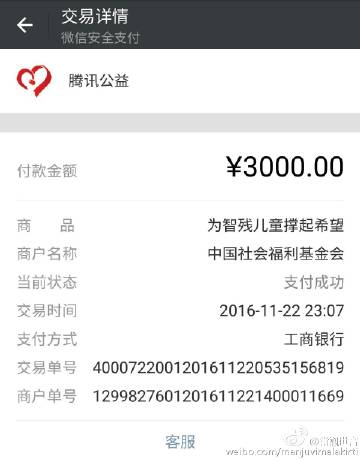 交易详情
微信安全支付
腾讯公益
付款金额 ¥3000.00
商 品 为智残儿童撑起希望
商户名称 中国社会福利基金会
当前状态 支付成功
交易时间 2016-11-22 23:07
支付方式 工商银行
交易单号 4000722001201611220535156819
商户单号 1299827601201611221400011669
客服